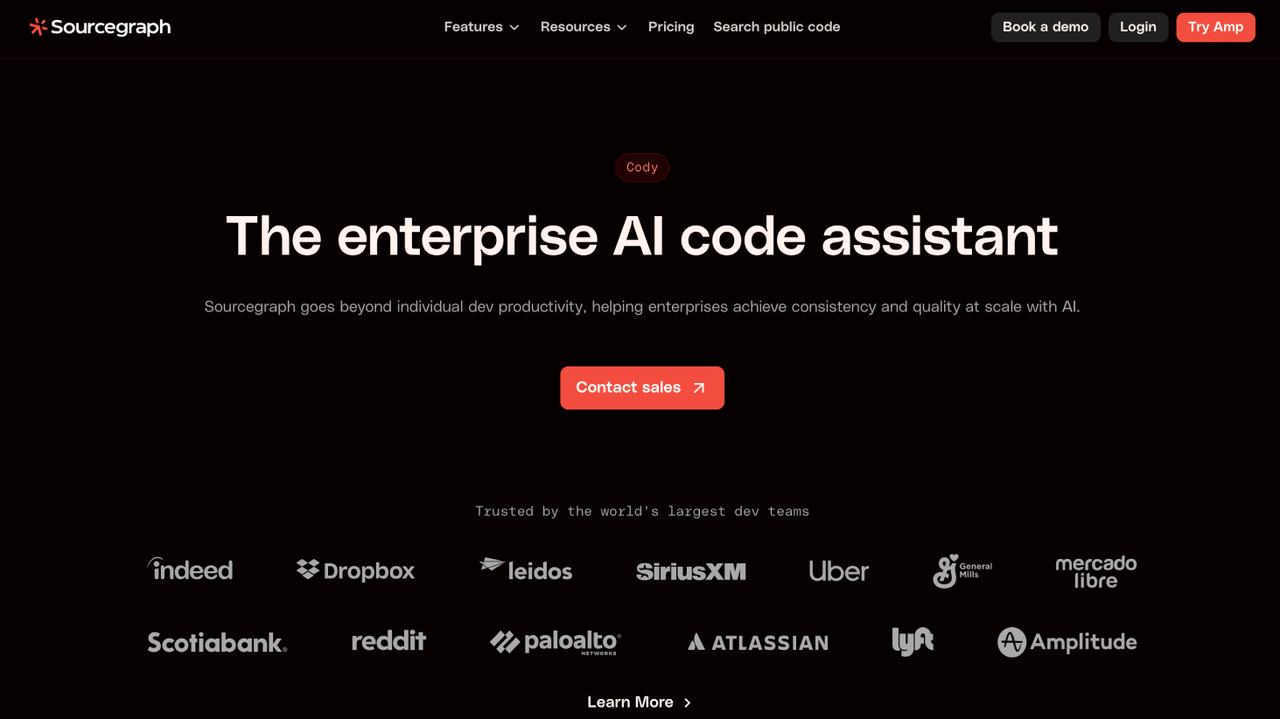 Sourcegraph Features Resources Pricing Search public code Book a demo Login Try Amp
Cody
The enterprise AI code assistant
Sourcegraph goes beyond individual dev productivity, helping enterprises achieve consistency and quality at scale with AI.
Contact sales
Trusted by the world's largest dev teams
indeed Dropbox leidos SiriusXM Uber General Mills mercado libre
Scotiabank® reddit paloalto® NETWORKS ATLASSIAN lyft Amplitude
Learn More